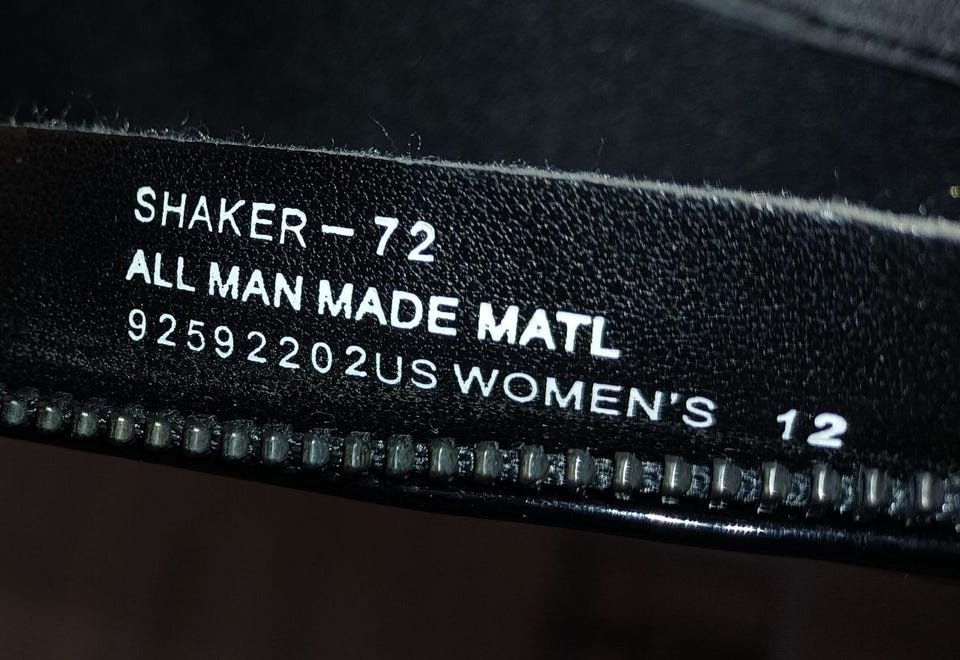 SHAKER - 72
ALL MAN MADE MATL
92592202US WOMEN'S 12